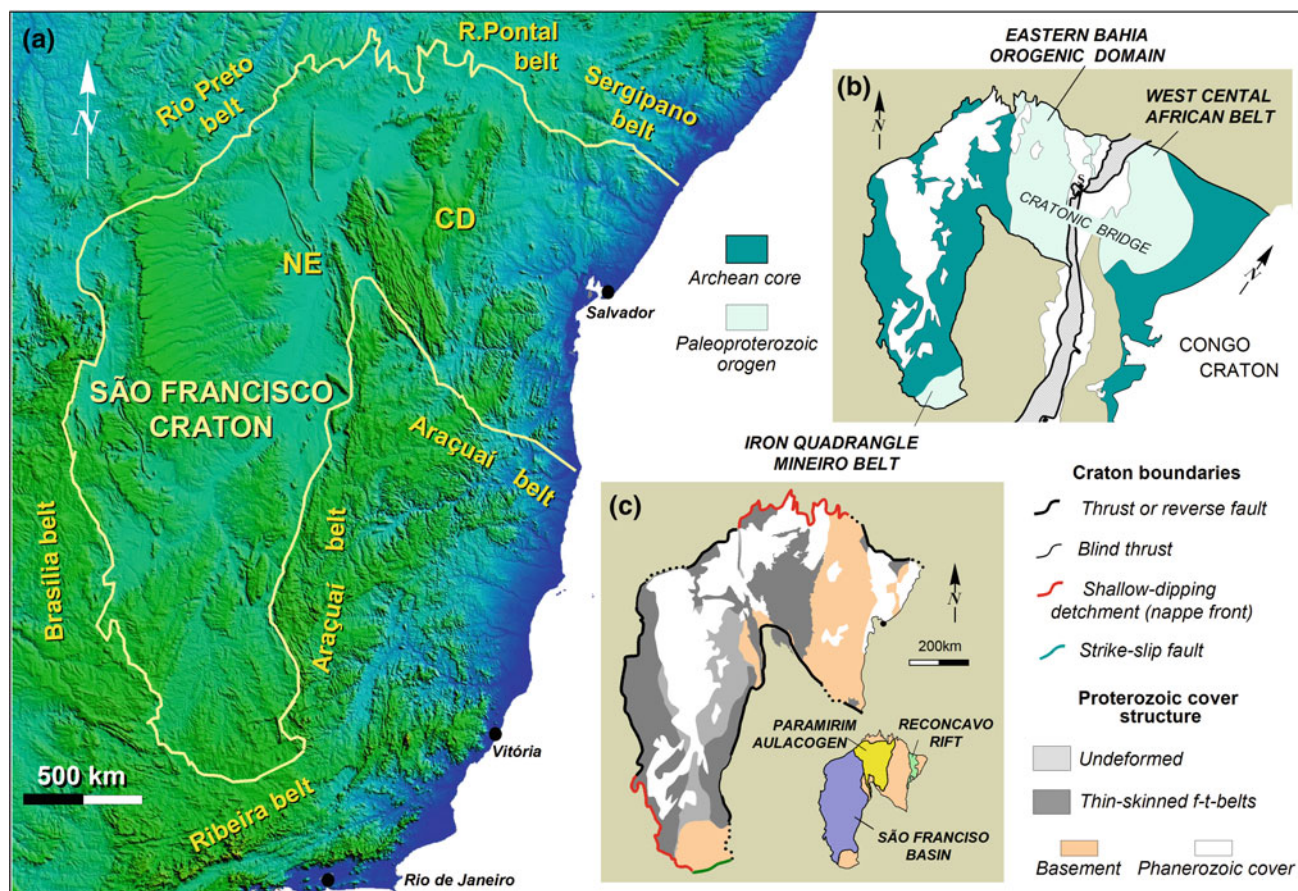 (a)
N
R.Pontal
belt
Rio Preto
belt
Sergipano
belt
CD
NE
Salvador
SÃO FRANCISCO
CRATON
Araçuaí belt
Brasília belt
Araçuaí belt
Vitória
500 km
Ribeira belt
Rio de Janeiro
EASTERN BAHIA
OROGENIC DOMAIN
(b)
WEST CENTAL
AFRICAN BELT
N
S
CRATONIC BRIDGE
N
Archean core
Paleoproterozoic
orogen
CONGO
CRATON
IRON QUADRANGLE
MINEIRO BELT
(c)
N
200km
PARAMIRIM
AULACOGEN
RECONCAVO
RIFT
SÃO FRANCISO
BASIN
Craton boundaries
Thrust or reverse fault
Blind thrust
Shallow-dipping
detchment (nappe front)
Strike-slip fault
Proterozoic cover
structure
Undeformed
Thin-skinned f-t-belts
Basement
Phanerozoic cover